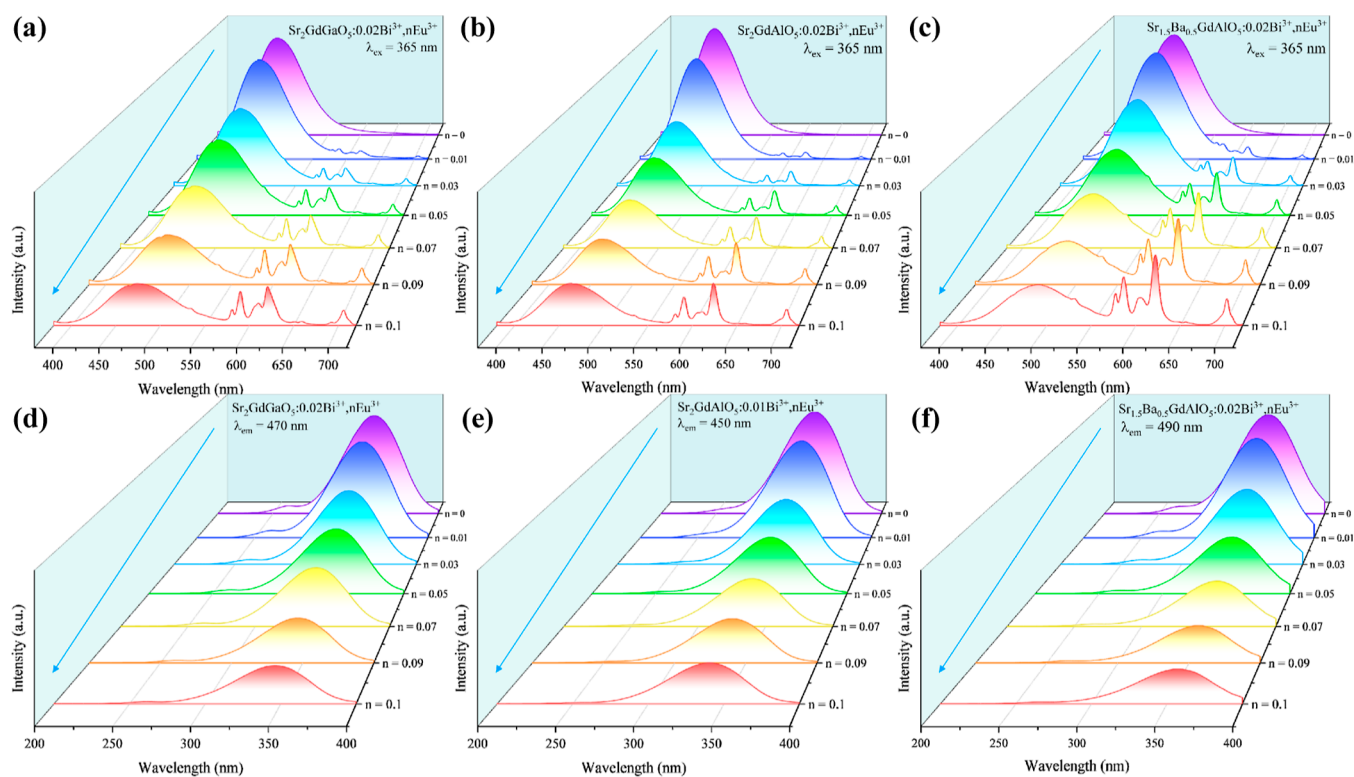 (a)
Sr₂GdGaO₅:0.02Bi³⁺,nEu³⁺
λex = 365 nm
n = 0
n = 0.01
n = 0.03
n = 0.05
n = 0.07
n = 0.09
n = 0.1
Intensity (a.u.)
400 450 500 550 600 650 700
Wavelength (nm)
(b)
Sr₂GdAlO₅:0.02Bi³⁺,nEu³⁺
λex = 365 nm
n = 0
n = 0.01
n = 0.03
n = 0.05
n = 0.07
n = 0.09
n = 0.1
Intensity (a.u.)
400 450 500 550 600 650 700
Wavelength (nm)
(c)
Sr₁.₅Ba₀.₅GdAlO₅:0.02Bi³⁺,nEu³⁺
λex = 365 nm
n = 0
n = 0.01
n = 0.03
n = 0.05
n = 0.07
n = 0.09
n = 0.1
Intensity (a.u.)
400 450 500 550 600 650 700
Wavelength (nm)
(d)
Sr₂GdGaO₅:0.02Bi³⁺,nEu³⁺
λem = 470 nm
n = 0
n = 0.01
n = 0.03
n = 0.05
n = 0.07
n = 0.09
n = 0.1
Intensity (a.u.)
200 250 300 350 400
Wavelength (nm)
(e)
Sr₂GdAlO₅:0.01Bi³⁺,nEu³⁺
λem = 450 nm
n = 0
n = 0.01
n = 0.03
n = 0.05
n = 0.07
n = 0.09
n = 0.1
Intensity (a.u.)
200 250 300 350 400
Wavelength (nm)
(f)
Sr₁.₅Ba₀.₅GdAlO₅:0.02Bi³⁺,nEu³⁺
λem = 490 nm
n = 0
n = 0.01
n = 0.03
n = 0.05
n = 0.07
n = 0.09
n = 0.1
Intensity (a.u.)
200 250 300 350 400
Wavelength (nm)